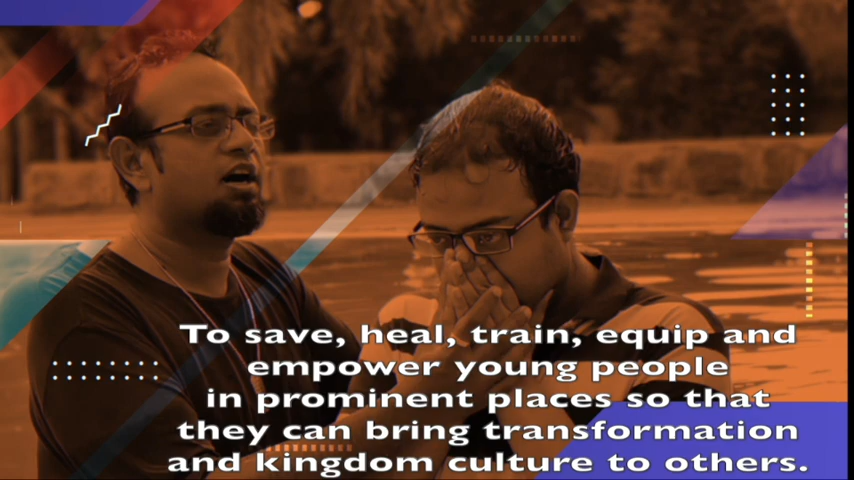 To save, heal, train, equip and
empower young people
in prominent places so that
they can bring transformation
and kingdom culture to others.